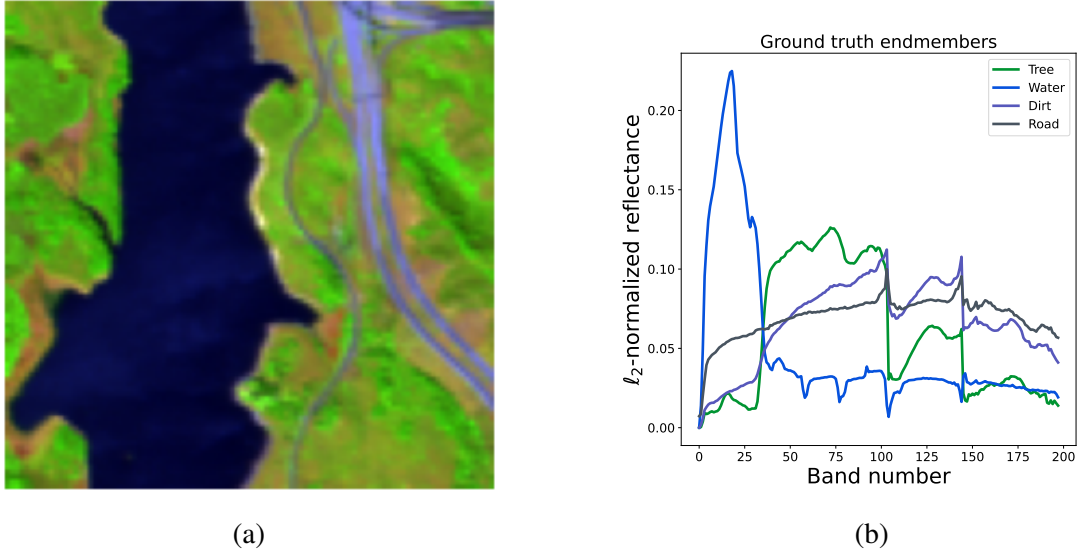 Ground truth endmembers
Tree
Water
Dirt
Road
ℓ₂-normalized reflectance
0.20
0.15
0.10
0.05
0.00
0 25 50 75 100 125 150 175 200
Band number
(a) (b)